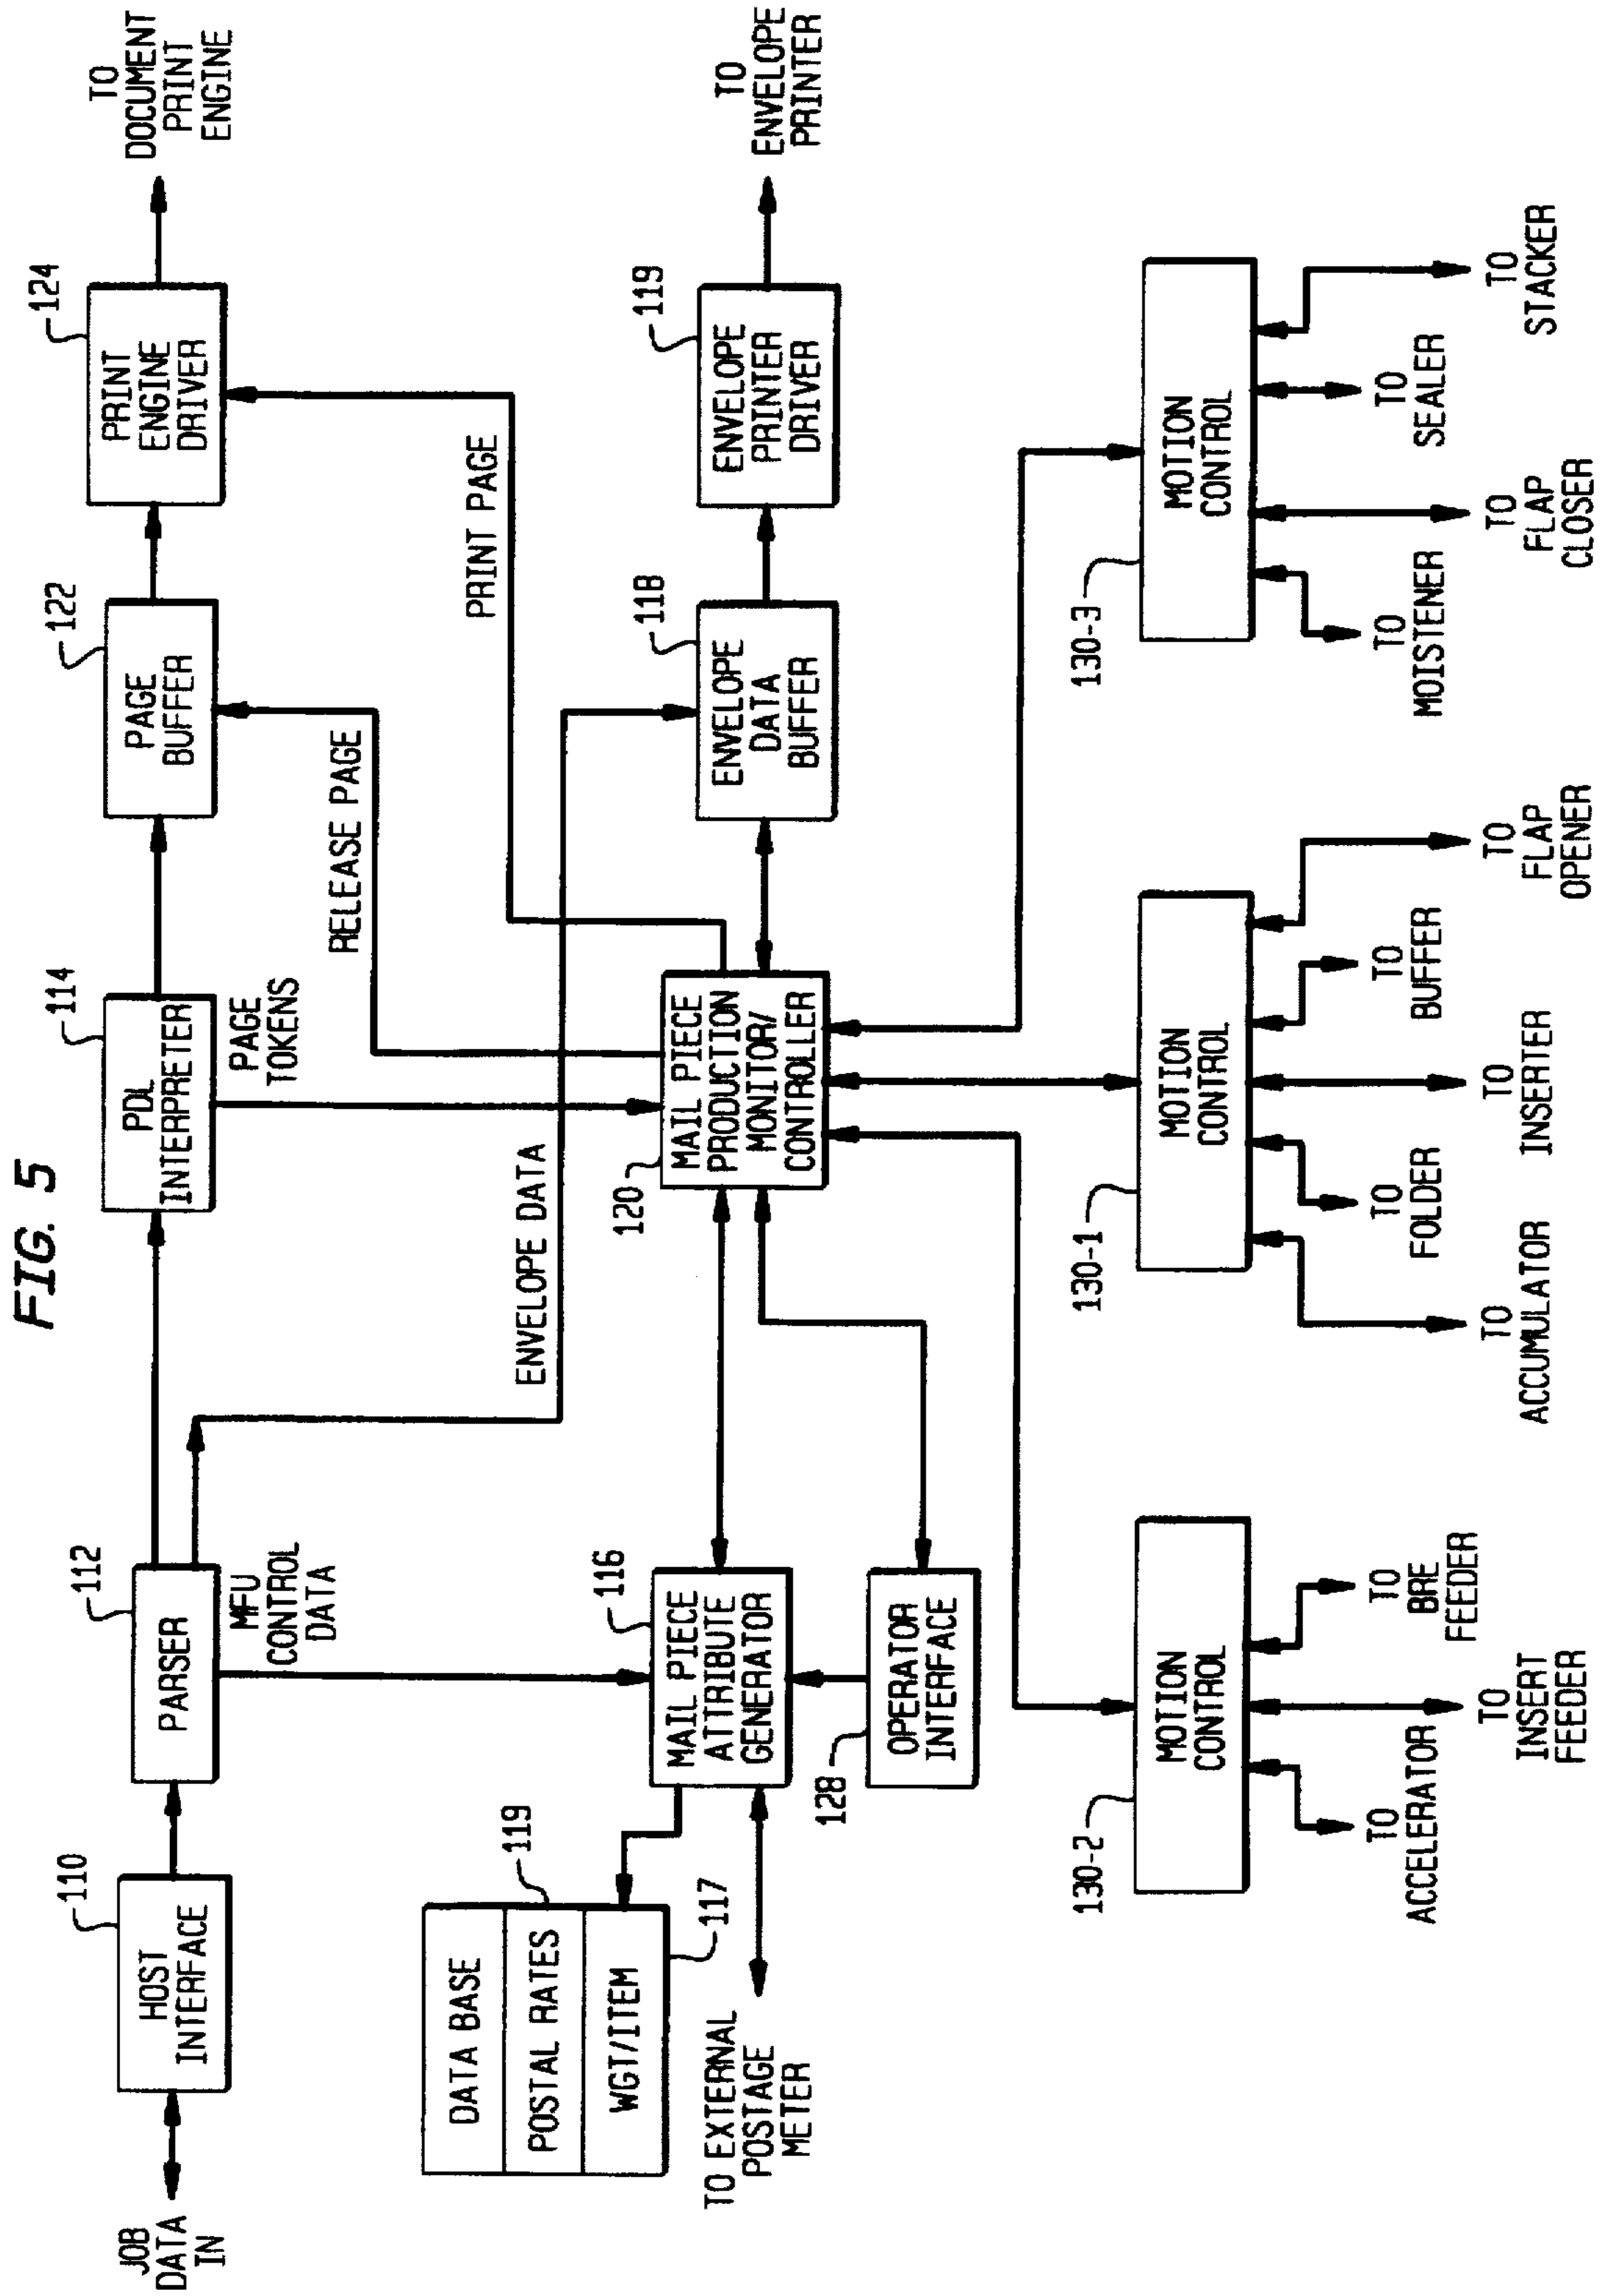 FIG. 5
JOB
DATA
IN
110
HOST
INTERFACE
112
PARSER
MFU
CONTROL
DATA
114
PDL
INTERPRETER
PAGE
TOKENS
122
PAGE
BUFFER
RELEASE PAGE
124
PRINT
ENGINE
DRIVER
PRINT PAGE
TO
DOCUMENT
PRINT
ENGINE
DATA BASE
POSTAL RATES
WGT/ITEM
119
117
TO EXTERNAL
POSTAGE
METER
116
MAIL PIECE
ATTRIBUTE
GENERATOR
ENVELOPE DATA
120
MAIL PIECE
PRODUCTION
MONITOR/
CONTROLLER
118
ENVELOPE
DATA
BUFFER
119
ENVELOPE
PRINTER
DRIVER
TO
ENVELOPE
PRINTER
128
OPERATOR
INTERFACE
130-2
MOTION
CONTROL
TO
ACCELERATOR
TO
INSERT
FEEDER
TO
BRE
FEEDER
130-1
MOTION
CONTROL
TO
ACCUMULATOR
TO
FOLDER
TO
INSERTER
TO
BUFFER
TO
FLAP
OPENER
130-3
MOTION
CONTROL
TO
MOISTENER
TO
FLAP
CLOSER
TO
SEALER
TO
STACKER